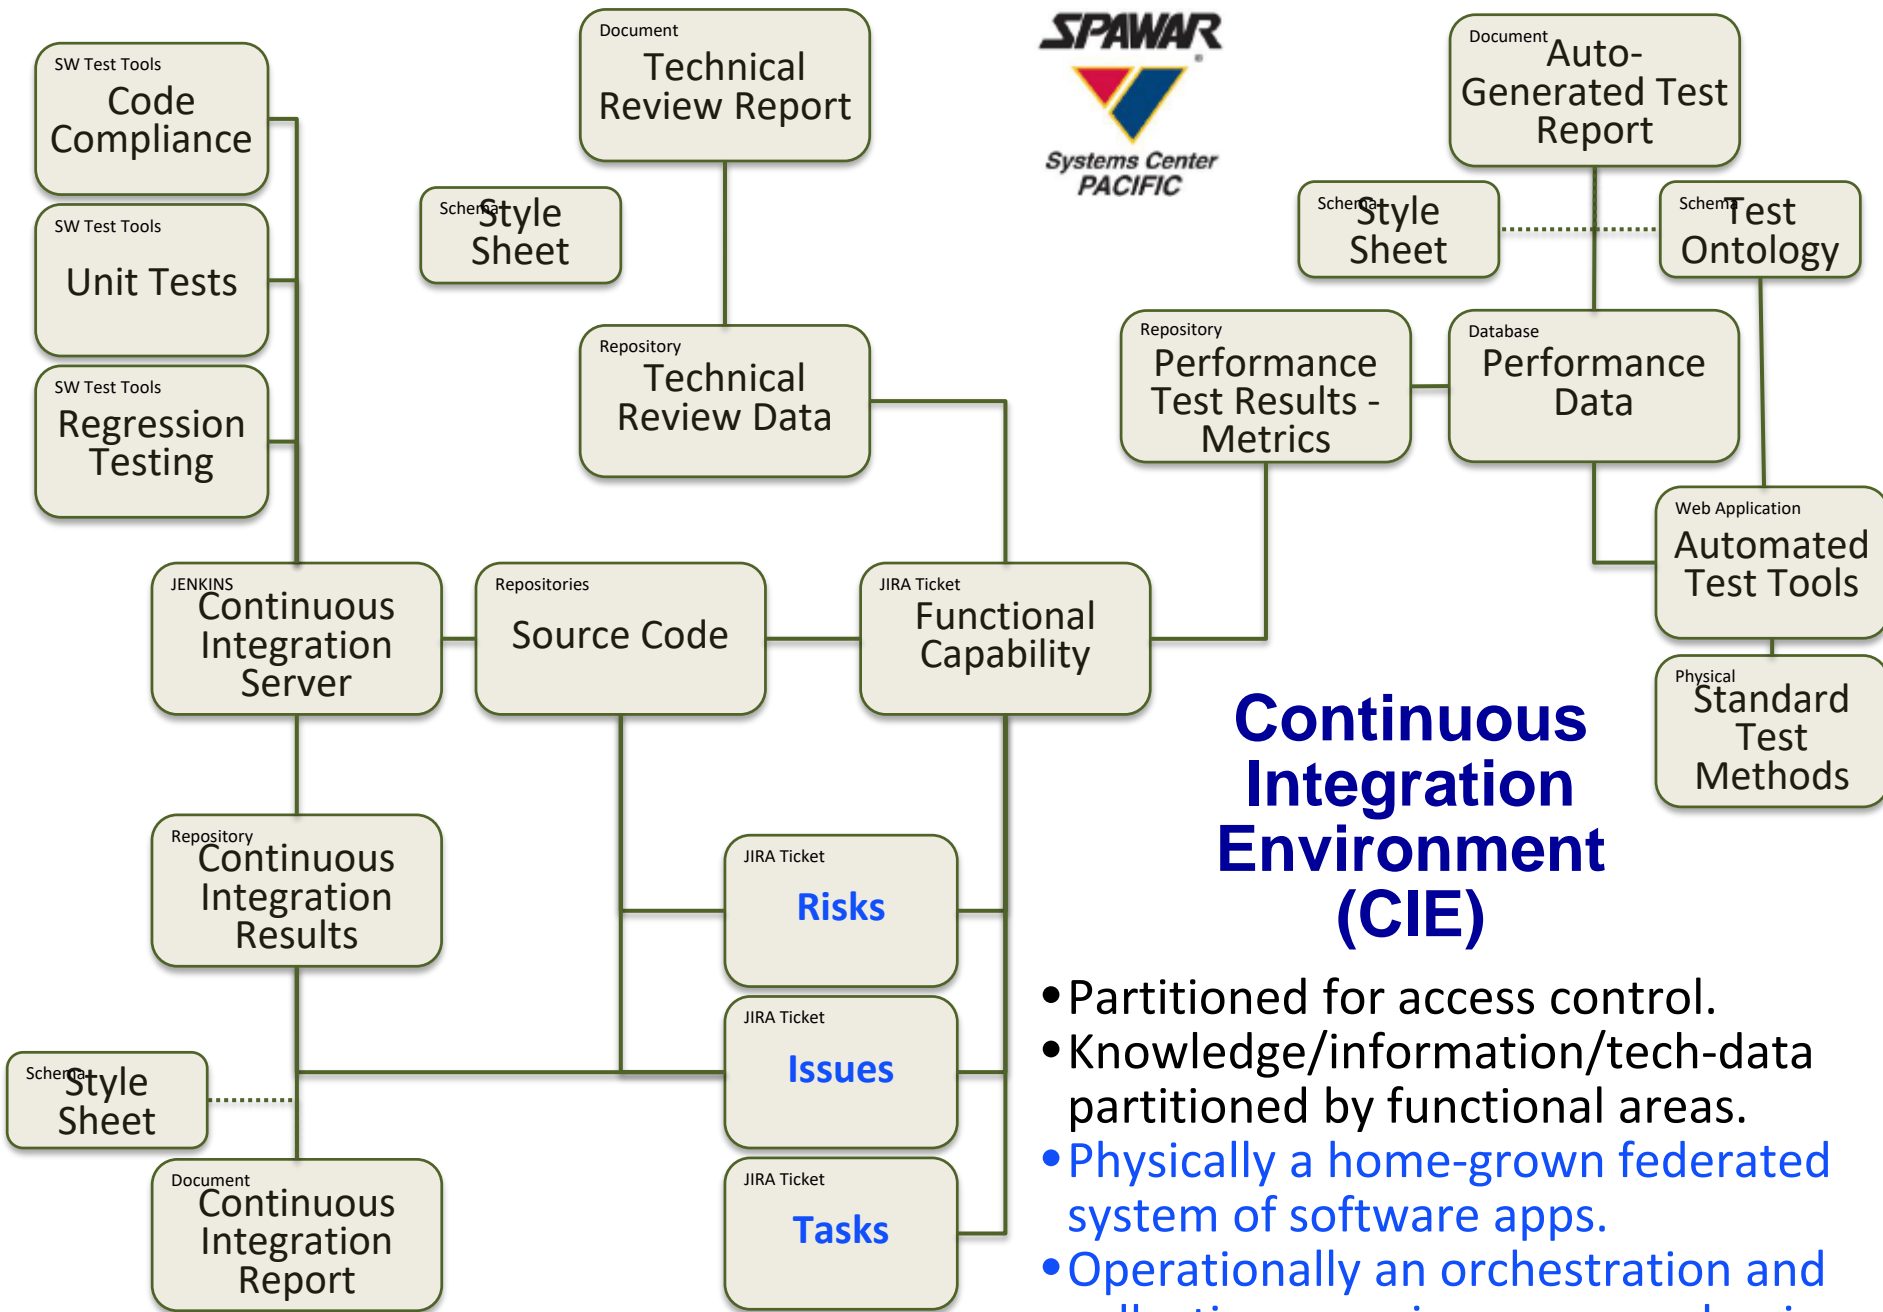 SW Test Tools
Code
Compliance
SW Test Tools
Unit Tests
SW Test Tools
Regression
Testing
Document
Technical
Review Report
Schema
Style
Sheet
Repository
Technical
Review Data
SPAWAR
®
Systems Center
PACIFIC
Document
Auto-
Generated Test
Report
Schema
Style
Sheet
Schema
Test
Ontology
Repository
Performance
Test Results -
Metrics
Database
Performance
Data
Web Application
Automated
Test Tools
Physical
Standard
Test
Methods
JENKINS
Continuous
Integration
Server
Repositories
Source Code
JIRA Ticket
Functional
Capability
Repository
Continuous
Integration
Results
JIRA Ticket
Risks
JIRA Ticket
Issues
JIRA Ticket
Tasks
Schema
Style
Sheet
Document
Continuous
Integration
Report
Continuous
Integration
Environment
(CIE)
•Partitioned for access control.
•Knowledge/information/tech-data
partitioned by functional areas.
•Physically a home-grown federated
system of software apps.
•Operationally an orchestration and